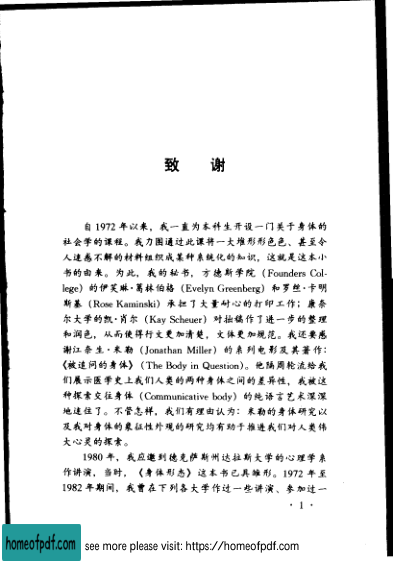 致 谢
自 1972 年以来，我一直为本科生开设一门关于身体的
社会学的课程。我力图通过此课将一大堆形形色色、甚至令
人迷惑不解的材料组织成某种系统化的知识，这就是这本小
书的由来。为此，我的秘书，方德斯学院（Founders Col-
lege）的伊芙琳·葛林伯格（Evelyn Greenberg）和罗丝·卡明
斯基（Rose Kaminski）承担了大量耐心的打印工作；康奈
尔大学的凯·肖尔（Kay Scheuer）对拙稿作了进一步的整理
和润色，从而使得行文更加清楚，文体更加规范。我还要感
谢江奈生·米勒（Jonathan Miller）的系列电影及其著作：
《被追问的身体》（The Body in Question）。他隔周轮流给我
们展示医学史上我们人类的两种身体之间的差异性，我被这
种探索交往身体（Communicative body）的纯语言艺术深深
地迷住了。不管怎样，我们有理由认为：米勒的身体研究以
及我对身体的象征性外观的研究均有助于推进我们对人类伟
大心灵的探索。
1980 年，我应邀到德克萨斯州达拉斯大学的心理学系
作讲演，当时，《身体形态》这本书已具雏形。1972 年至
1982 年期间，我曾在下列各大学作过一些讲演、参加过一
· 1 ·
homeofpdf.com
see more please visit: https://homeofpdf.com